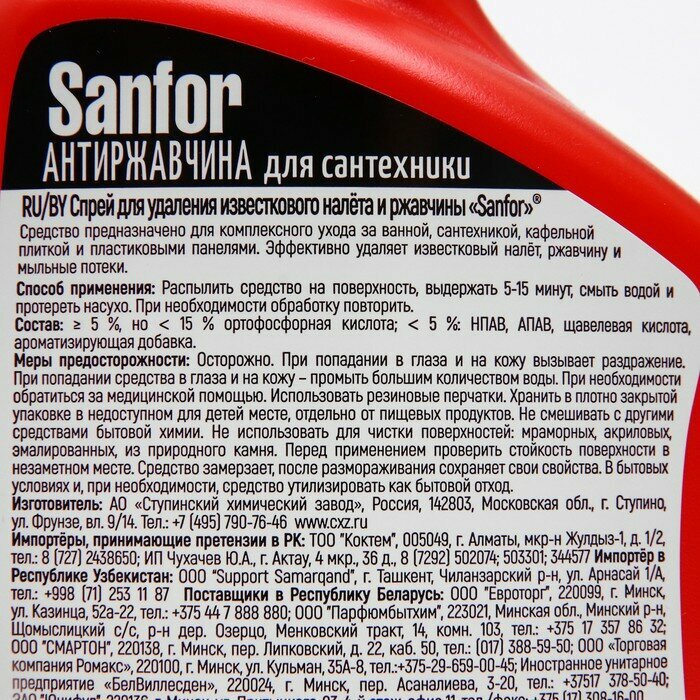 Sanfor
АНТИРЖАВЧИНА для сантехники
RU/BY Спрей для удаления известкового налёта и ржавчины «Sanfor»®
Средство предназначено для комплексного ухода за ванной, сантехникой, кафельной
плиткой и пластиковыми панелями. Эффективно удаляет известковый налёт, ржавчину и
мыльные потеки.
Способ применения: Распылить средство на поверхность, выдержать 5-15 минут, смыть водой и
протереть насухо. При необходимости обработку повторить.
Состав: ≥ 5 %, но < 15 % ортофосфорная кислота; < 5 %: НПАВ, АПАВ, щавелевая кислота,
ароматизирующая добавка.
Меры предосторожности: Осторожно. При попадании в глаза и на кожу вызывает раздражение.
При попадании средства в глаза и на кожу – промыть большим количеством воды. При необходимости
обратиться за медицинской помощью. Использовать резиновые перчатки. Хранить в плотно закрытой
упаковке в недоступном для детей месте, отдельно от пищевых продуктов. Не смешивать с другими
средствами бытовой химии. Не использовать для чистки поверхностей: мраморных, акриловых,
эмалированных, из природного камня. Перед применением проверить стойкость поверхности в
незаметном месте. Средство замерзает, после размораживания сохраняет свои свойства. В бытовых
условиях и, при необходимости, средство утилизировать как бытовой отход.
Изготовитель: АО «Ступинский химический завод», Россия, 142803, Московская обл., г. Ступино,
ул. Фрунзе, вл. 9/14. Тел.: +7 (495) 790-76-46 www.cxz.ru
Импортёры, принимающие претензии в РК: ТОО "Коктем", 005049, г. Алматы, мкр-н Жулдыз-1, д. 1/2,
тел.: 8 (727) 2438650; ИП Чухачев Ю.А., г. Актау, 4 мкр., 36 д., 8 (7292) 502074; 503301; 344577 Импортёр в
Республике Узбекистан: ООО "Support Samarqand", г. Ташкент, Чиланзарский р-н, ул. Арнасай 1/А,
тел.: +998 (71) 253 11 87 Поставщики в Республику Беларусь: ООО "Евроторг", 220099, г. Минск,
ул. Казинца, 52а-22, тел.: +375 44 7 888 880; ООО "Парфюмбытхим", 223021, Минская обл., Минский р-н,
Щомыслицкий с/с, р-н дер. Озерцо, Менковский тракт, 14, ком. 103, тел.: +375 17 357 86 32;
ООО "СМАРТОН", 220138, г. Минск, пер. Липковский, д. 22, каб. 50, тел.: (017) 388-59-50; ООО "Торговая
компания Ромакс", 220100, г. Минск, ул. Кульман, 35А-8, тел.:+375-29-659-00-45; Иностранное унитарное
предприятие «БелВиллесден», 220024, г. Минск, пер. Асаналиева, 3-20, тел.: +37517 378-50-40;
ЗАО "Юнифуд", 220136, г. Минск